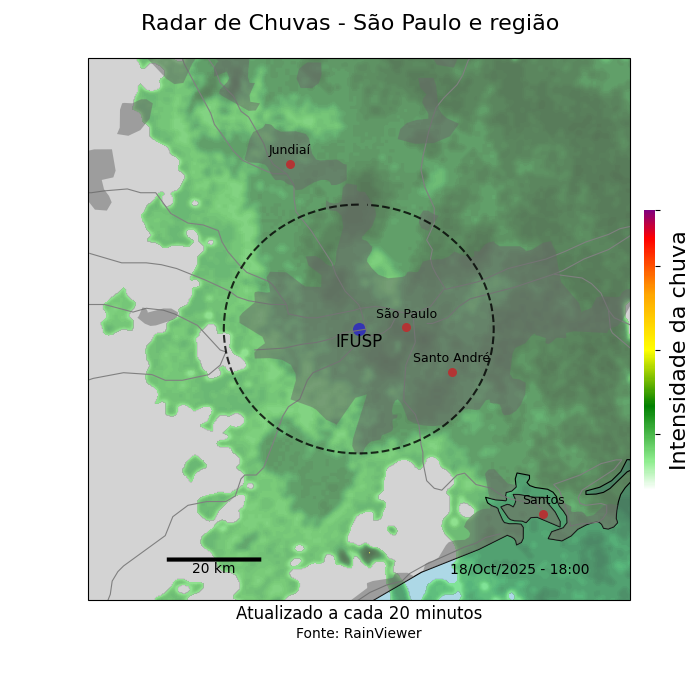 Radar de Chuvas - São Paulo e região
Jundiaí
São Paulo
IFUSP
Santo André
Santos
20 km
18/Oct/2025 - 18:00
Intensidade da chuva
Atualizado a cada 20 minutos
Fonte: RainViewer